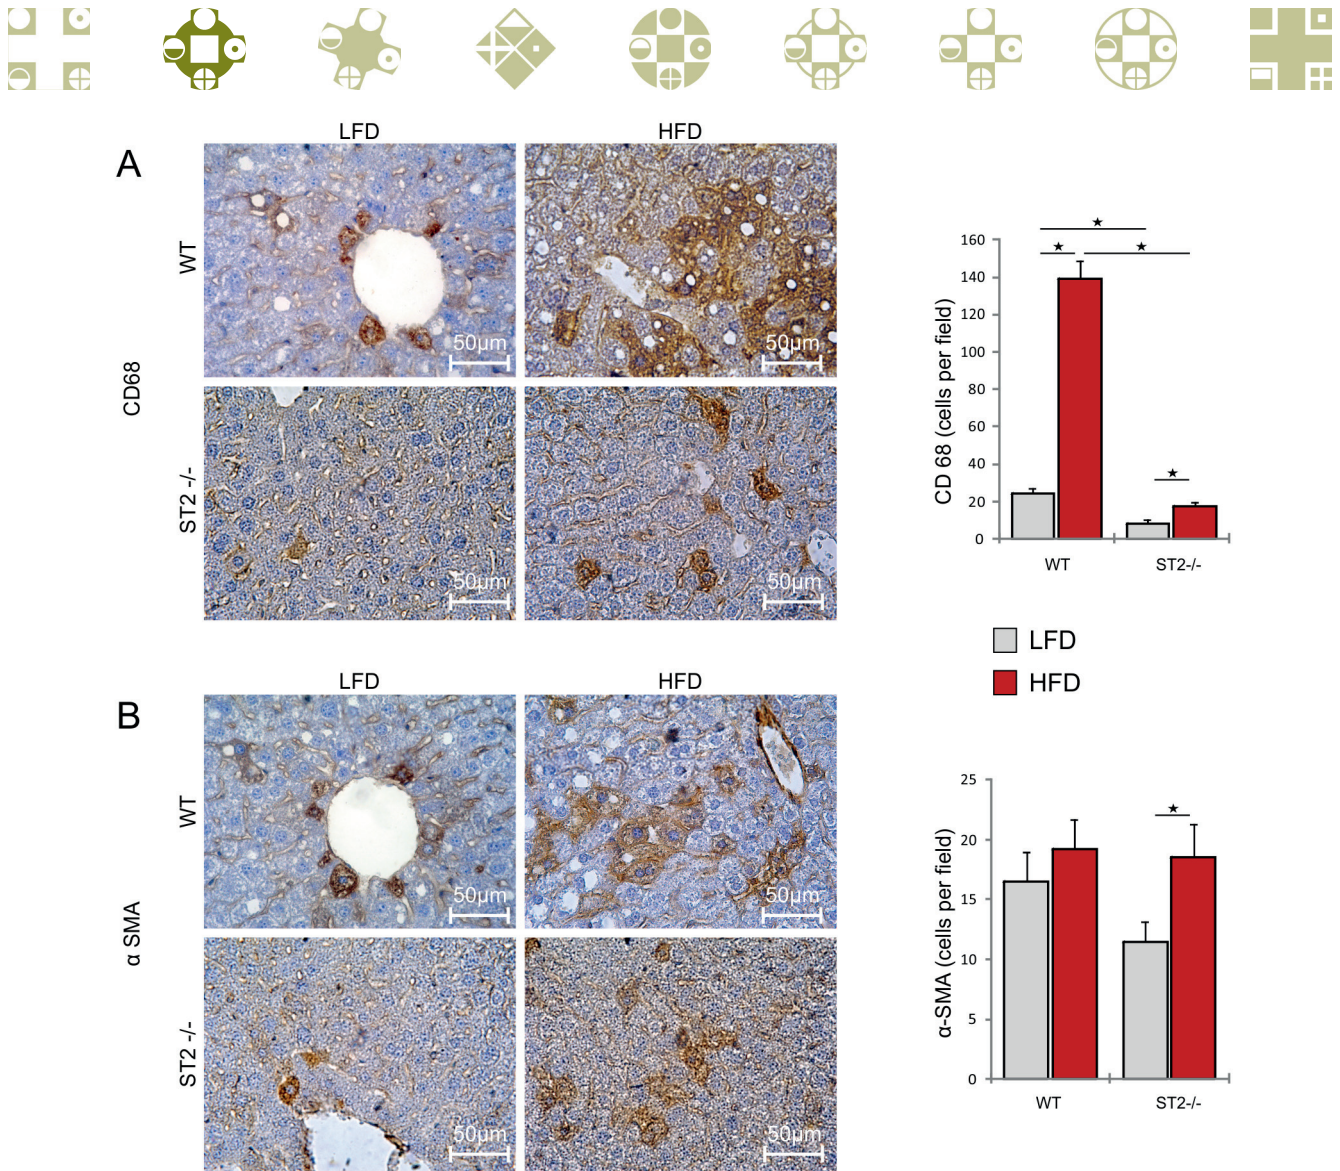 LFD HFD
A
WT
50μm 50μm
CD68
ST2 -/-
50μm 50μm
CD 68 (cells per field)
160
140
120
100
80
60
40
20
0
WT ST2-/-
LFD
HFD
LFD HFD
B
WT
50μm 50μm
α SMA
ST2 -/-
50μm 50μm
α-SMA (cells per field)
25
20
15
10
5
0
WT ST2-/-